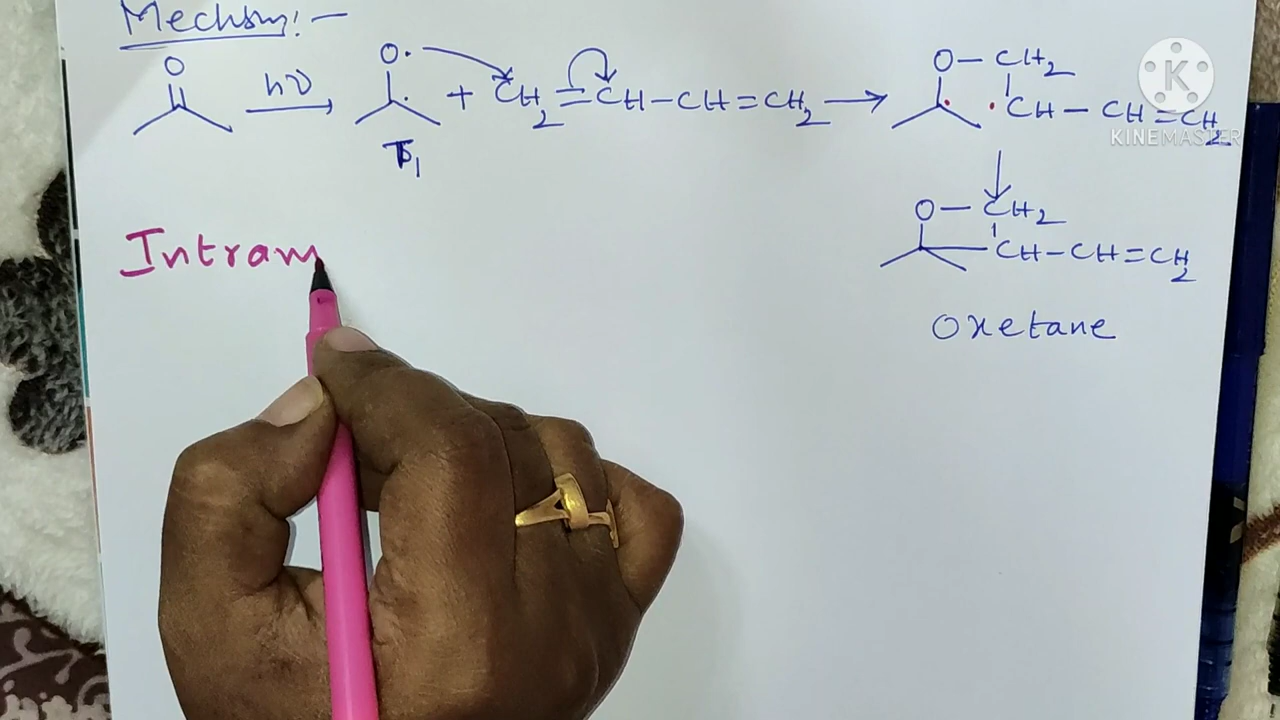 Mechsm:-
O hν O· + CH2=CH-CH=CH2 → O-CH2
T1 ·CH-CH=CH2
O-CH2
CH-CH=CH2
Oxetane
Intram
K
KINEMASTER